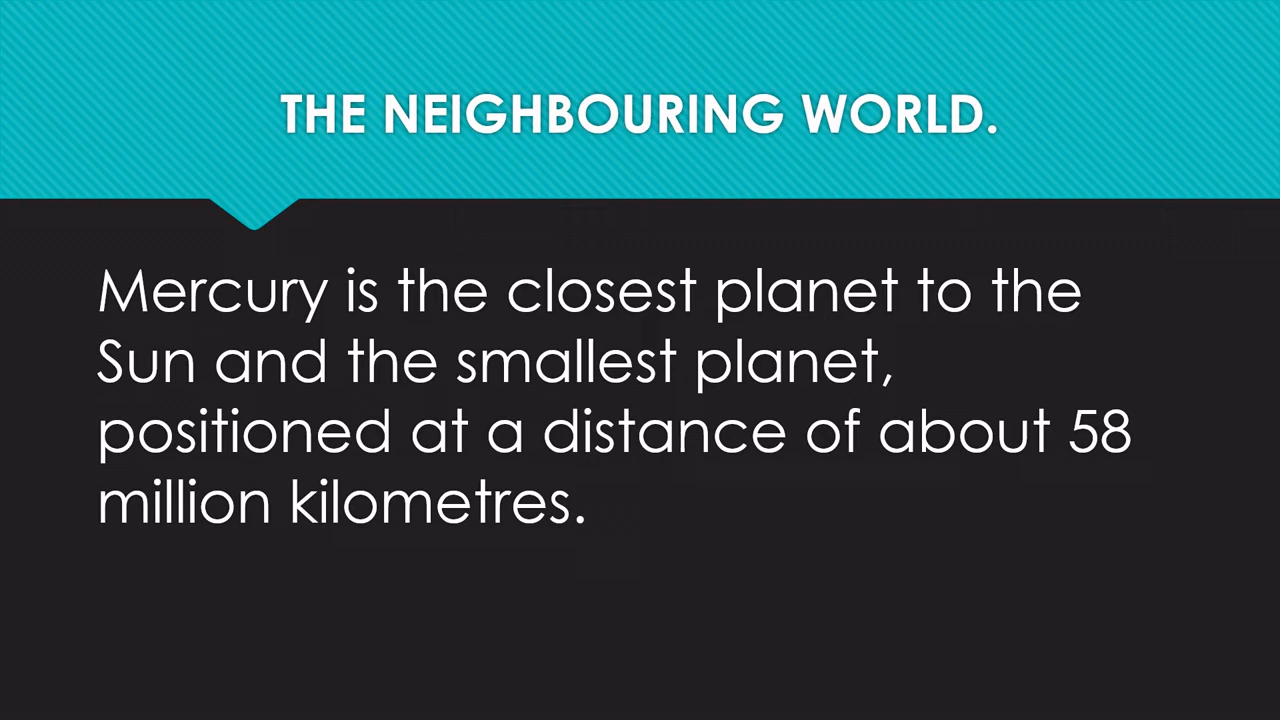 THE NEIGHBOURING WORLD.
Mercury is the closest planet to the
Sun and the smallest planet,
positioned at a distance of about 58
million kilometres.